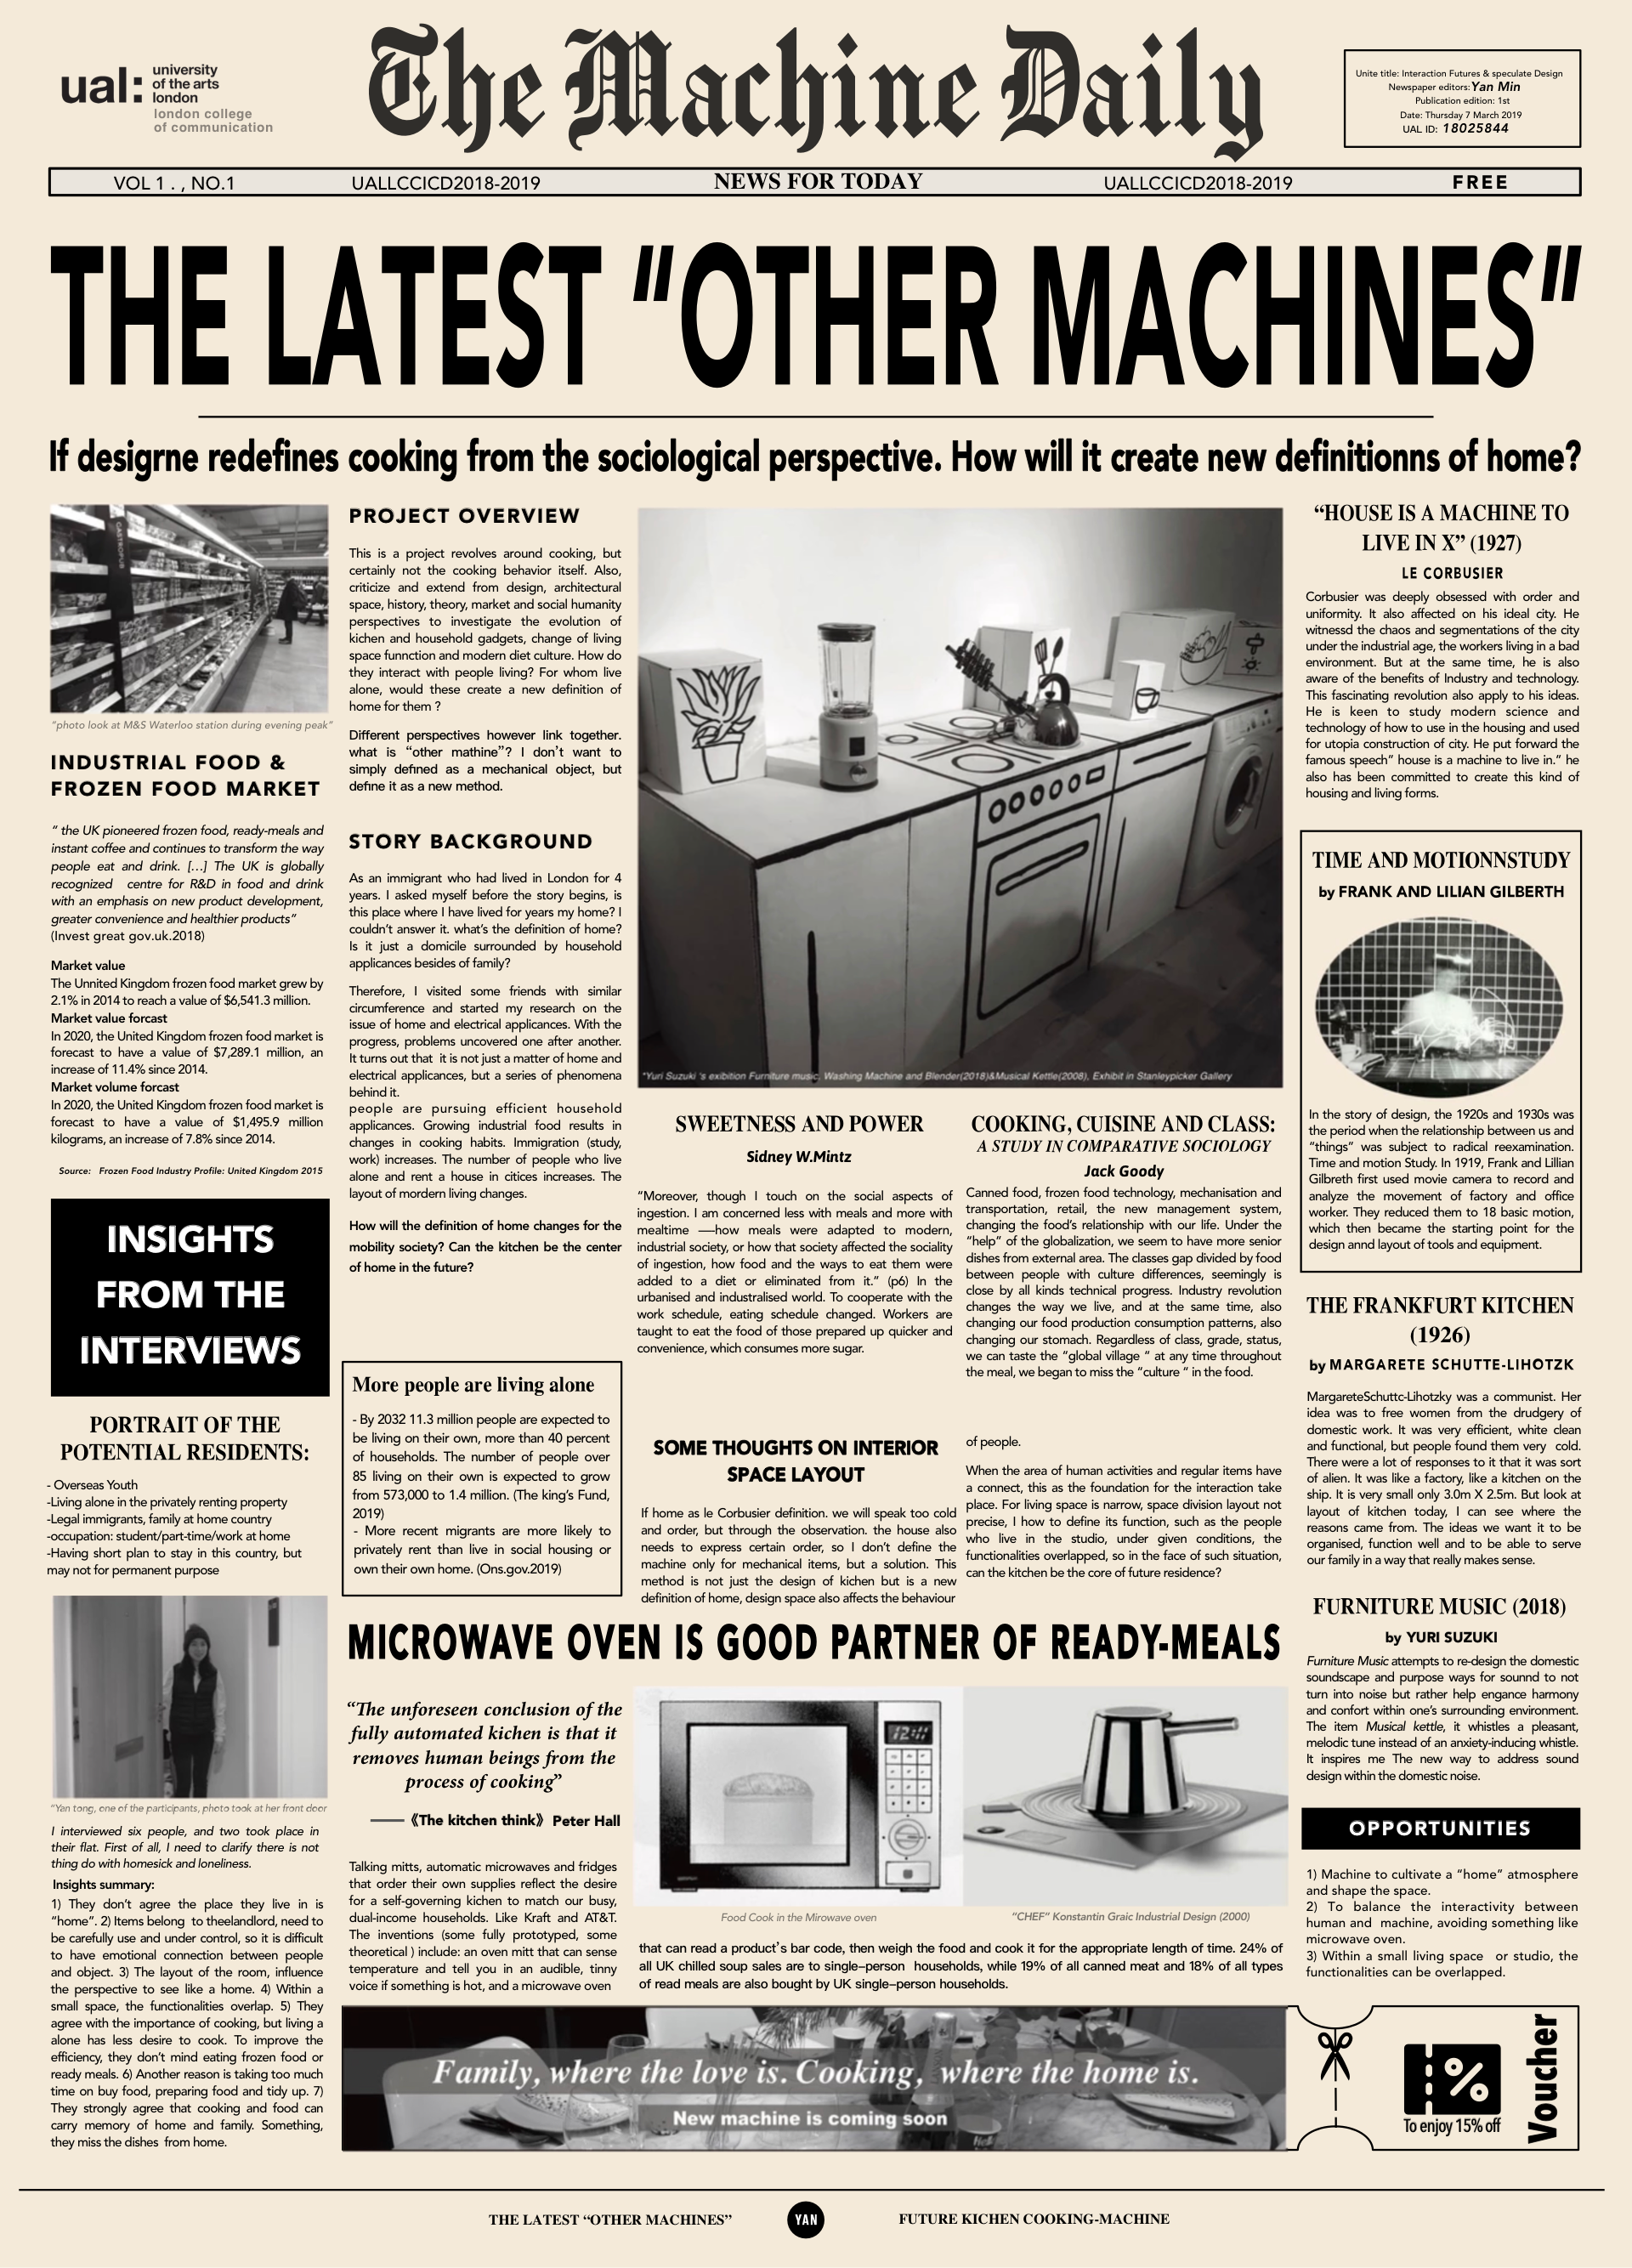 ual:
university
of the arts
london
london college
of communication
The Machine Daily
Unite title: Interaction Futures & speculate Design
Newspaper editors:Yan Min
Publication edition: 1st
Date: Thursday 7 March 2019
UAL ID: 18025844
VOL 1 . , NO.1
UALLCCICD2018-2019
NEWS FOR TODAY
UALLCCICD2018-2019
FREE
THE LATEST "OTHER MACHINES"
If designe redefines cooking from the sociological perspective. How will it create new definitionns of home?
GASTROPUB
"photo look at M&S Waterloo station during evening peak"
INDUSTRIAL FOOD &
FROZEN FOOD MARKET
" the UK pioneered frozen food, ready-meals and
instant coffee and continues to transform the way
people eat and drink. [...] The UK is globally
recognized centre for R&D in food and drink
with an emphasis on new product development,
greater convenience and healthier products"
(Invest great gov.uk.2018)
Market value
The Unnited Kingdom frozen food market grew by
2.1% in 2014 to reach a value of $6,541.3 million.
Market value forcast
In 2020, the United Kingdom frozen food market is
forecast to have a value of $7,289.1 million, an
increase of 11.4% since 2014.
Market volume forcast
In 2020, the United Kingdom frozen food market is
forecast to have a value of $1,495.9 million
kilograms, an increase of 7.8% since 2014.
Source: Frozen Food Industry Profile: United Kingdom 2015
INSIGHTS
FROM THE
INTERVIEWS
PORTRAIT OF THE
POTENTIAL RESIDENTS:
- Overseas Youth
-Living alone in the privately renting property
-Legal immigrants, family at home country
-occupation: student/part-time/work at home
-Having short plan to stay in this country, but
may not for permanent purpose
"Yan tong, one of the participants, photo took at her front door
I interviewed six people, and two took place in
their flat. First of all, I need to clarify there is not
thing do with homesick and loneliness.
Insights summary:
1) They don't agree the place they live in is
"home". 2) Items belong to theelandlord, need to
be carefully use and under control, so it is difficult
to have emotional connection between people
and object. 3) The layout of the room, influence
the perspective to see like a home. 4) Within a
small space, the functionalities overlap. 5) They
agree with the importance of cooking, but living a
alone has less desire to cook. To improve the
efficiency, they don't mind eating frozen food or
ready meals. 6) Another reason is taking too much
time on buy food, preparing food and tidy up. 7)
They strongly agree that cooking and food can
carry memory of home and family. Something,
they miss the dishes from home.
PROJECT OVERVIEW
This is a project revolves around cooking, but
certainly not the cooking behavior itself. Also,
criticize and extend from design, architectural
space, history, theory, market and social humanity
perspectives to investigate the evolution of
kichen and household gadgets, change of living
space funnction and modern diet culture. How do
they interact with people living? For whom live
alone, would these create a new definition of
home for them ?
Different perspectives however link together.
what is "other mathine"? I don't want to
simply defined as a mechanical object, but
define it as a new method.
STORY BACKGROUND
As an immigrant who had lived in London for 4
years. I asked myself before the story begins, is
this place where I have lived for years my home? I
couldn't answer it. what's the definition of home?
Is it just a domicile surrounded by household
applicances besides of family?
Therefore, I visited some friends with similar
circumference and started my research on the
issue of home and electrical applicances. With the
progress, problems uncovered one after another.
It turns out that it is not just a matter of home and
electrical applicances, but a series of phenomena
behind it.
people are pursuing efficient household
applicances. Growing industrial food results in
changes in cooking habits. Immigration (study,
work) increases. The number of people who live
alone and rent a house in citices increases. The
layout of mordern living changes.
How will the definition of home changes for the
mobility society? Can the kitchen be the center
of home in the future?
More people are living alone
- By 2032 11.3 million people are expected to
be living on their own, more than 40 percent
of households. The number of people over
85 living on their own is expected to grow
from 573,000 to 1.4 million. (The king's Fund,
2019)
- More recent migrants are more likely to
privately rent than live in social housing or
own their own home. (Ons.gov.2019)
"Yuri Suzuki 's exibition Furniture music, Washing Machine and Blender(2018)&Musical Kettle(2008), Exhibit in Stanleypicker Gallery
SWEETNESS AND POWER
Sidney W.Mintz
"Moreover, though I touch on the social aspects of
ingestion. I am concerned less with meals and more with
mealtime —how meals were adapted to modern,
industrial society, or how that society affected the sociality
of ingestion, how food and the ways to eat them were
added to a diet or eliminated from it." (p6) In the
urbanised and industralised world. To cooperate with the
work schedule, eating schedule changed. Workers are
taught to eat the food of those prepared up quicker and
convenience, which consumes more sugar.
COOKING, CUISINE AND CLASS:
A STUDY IN COMPARATIVE SOCIOLOGY
Jack Goody
Canned food, frozen food technology, mechanisation and
transportation, retail, the new management system,
changing the food's relationship with our life. Under the
"help" of the globalization, we seem to have more senior
dishes from external area. The classes gap divided by food
between people with culture differences, seemingly is
close by all kinds technical progress. Industry revolution
changes the way we live, and at the same time, also
changing our food production consumption patterns, also
changing our stomach. Regardless of class, grade, status,
we can taste the "global village " at any time throughout
the meal, we began to miss the "culture " in the food.
SOME THOUGHTS ON INTERIOR
SPACE LAYOUT
If home as le Corbusier definition. we will speak too cold
and order, but through the observation. the house also
needs to express certain order, so I don't define the
machine only for mechanical items, but a solution. This
method is not just the design of kichen but is a new
definition of home, design space also affects the behaviour
of people.
When the area of human activities and regular items have
a connect, this as the foundation for the interaction take
place. For living space is narrow, space division layout not
precise, I how to define its function, such as the people
who live in the studio, under given conditions, the
functionalities overlapped, so in the face of such situation,
can the kitchen be the core of future residence?
MICROWAVE OVEN IS GOOD PARTNER OF READY-MEALS
"The unforeseen conclusion of the
fully automated kichen is that it
removes human beings from the
process of cooking"
——《The kitchen think》 Peter Hall
Talking mitts, automatic microwaves and fridges
that order their own supplies reflect the desire
for a self-governing kichen to match our busy,
dual-income households. Like Kraft and AT&T.
The inventions (some fully prototyped, some
theoretical ) include: an oven mitt that can sense
temperature and tell you in an audible, tinny
voice if something is hot, and a microwave oven
12:41
Food Cook in the Mirowave oven
"CHEF" Konstantin Graic Industrial Design (2000)
that can read a product's bar code, then weigh the food and cook it for the appropriate length of time. 24% of
all UK chilled soup sales are to single-person households, while 19% of all canned meat and 18% of all types
of read meals are also bought by UK single-person households.
"HOUSE IS A MACHINE TO
LIVE IN X" (1927)
LE CORBUSIER
Corbusier was deeply obsessed with order and
uniformity. It also affected on his ideal city. He
witnessd the chaos and segmentations of the city
under the industrial age, the workers living in a bad
environment. But at the same time, he is also
aware of the benefits of Industry and technology.
This fascinating revolution also apply to his ideas.
He is keen to study modern science and
technology of how to use in the housing and used
for utopia construction of city. He put forward the
famous speech" house is a machine to live in." he
also has been committed to create this kind of
housing and living forms.
TIME AND MOTIONNSTUDY
by FRANK AND LILIAN GILBERTH
In the story of design, the 1920s and 1930s was
the period when the relationship between us and
"things" was subject to radical reexamination.
Time and motion Study. In 1919, Frank and Lillian
Gilbreth first used movie camera to record and
analyze the movement of factory and office
worker. They reduced them to 18 basic motion,
which then became the starting point for the
design annd layout of tools and equipment.
THE FRANKFURT KITCHEN
(1926)
by MARGARETE SCHUTTE-LIHOTZK
MargareteSchuttc-Lihotzky was a communist. Her
idea was to free women from the drudgery of
domestic work. It was very efficient, white clean
and functional, but people found them very cold.
There were a lot of responses to it that it was sort
of alien. It was like a factory, like a kitchen on the
ship. It is very small only 3.0m X 2.5m. But look at
layout of kitchen today, I can see where the
reasons came from. The ideas we want it to be
organised, function well and to be able to serve
our family in a way that really makes sense.
FURNITURE MUSIC (2018)
by YURI SUZUKI
Furniture Music attempts to re-design the domestic
soundscape and purpose ways for sounnd to not
turn into noise but rather help engance harmony
and confort within one's surrounding environment.
The item Musical kettle, it whistles a pleasant,
melodic tune instead of an anxiety-inducing whistle.
It inspires me The new way to address sound
design within the domestic noise.
OPPORTUNITIES
1) Machine to cultivate a "home" atmosphere
and shape the space.
2) To balance the interactivity between
human and machine, avoiding something like
microwave oven.
3) Within a small living space or studio, the
functionalities can be overlapped.
Family, where the love is. Cooking, where the home is.
New machine is coming soon
%
To enjoy 15% off
Voucher
THE LATEST "OTHER MACHINES"
YAN
FUTURE KICHEN COOKING-MACHINE